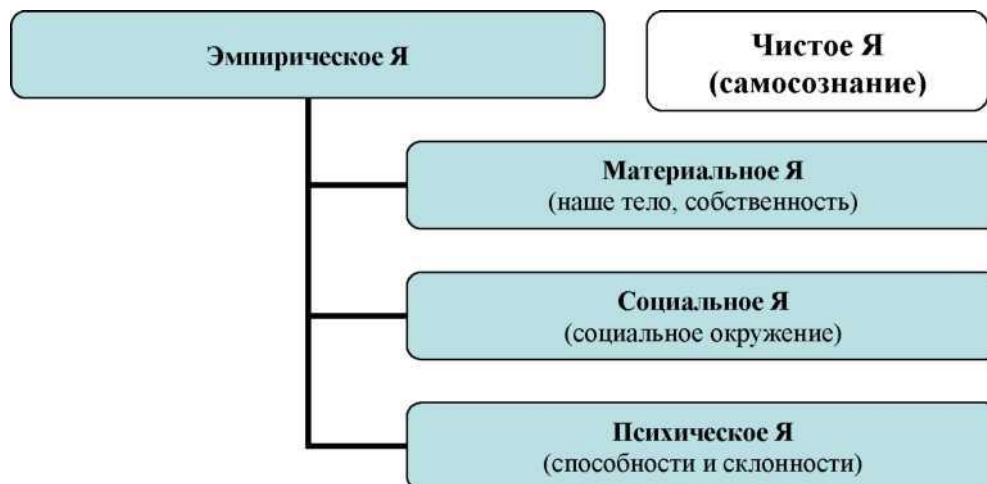 Эмпирическое Я
Чистое Я
(самосознание)
Материальное Я
(наше тело, собственность)
Социальное Я
(социальное окружение)
Психическое Я
(способности и склонности)